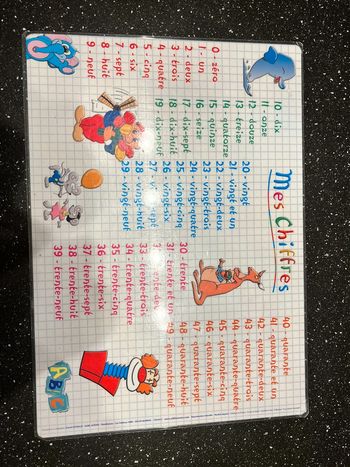 Mes chiffres
0 - zéro
1 - un
2 - deux
3 - trois
4 - quatre
5 - cinq
6 - six
7 - sept
8 - huit
9 - neuf
10 - dix
11 - onze
12 - douze
13 - treize
14 - quatorze
15 - quinze
16 - seize
17 - dix-sept
18 - dix-huit
19 - dix-neuf
20 - vingt
21 - vingt et un
22 - vingt-deux
23 - vingt-trois
24 - vingt-quatre
25 - vingt-cinq
26 - vingt-six
27 - vingt-sept
28 - vingt-huit
29 - vingt-neuf
30 - trente
31 - trente et un
32 - trente-deux
33 - trente-trois
34 - trente-quatre
35 - trente-cinq
36 - trente-six
37 - trente-sept
38 - trente-huit
39 - trente-neuf
40 - quarante
41 - quarante et un
42 - quarante-deux
43 - quarante-trois
44 - quarante-quatre
45 - quarante-cinq
46 - quarante-six
47 - quarante-sept
48 - quarante-huit
49 - quarante-neuf
ABC